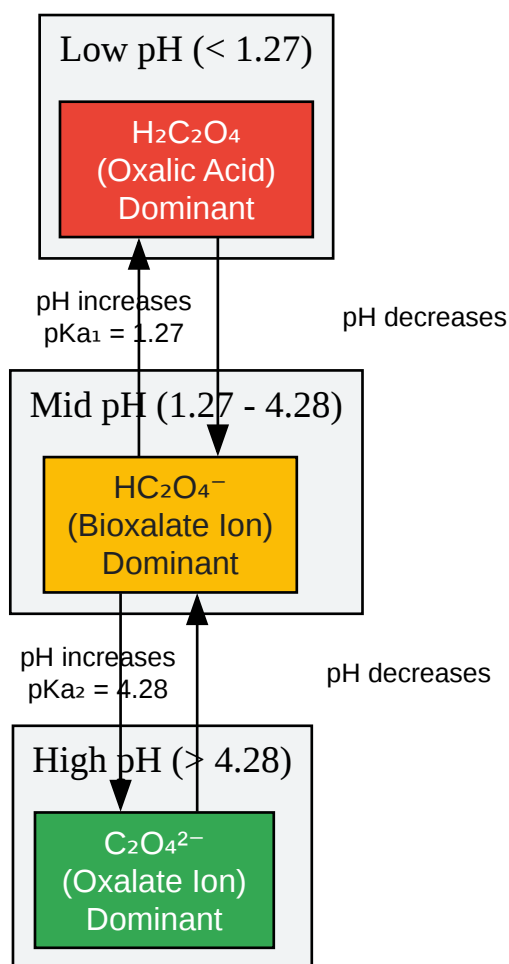 Low pH (< 1.27)
H₂C₂O₄
(Oxalic Acid)
Dominant
pH increases
pKa₁ = 1.27
pH decreases
Mid pH (1.27 - 4.28)
HC₂O₄⁻
(Bioxalate Ion)
Dominant
pH increases
pKa₂ = 4.28
pH decreases
High pH (> 4.28)
C₂O₄²⁻
(Oxalate Ion)
Dominant